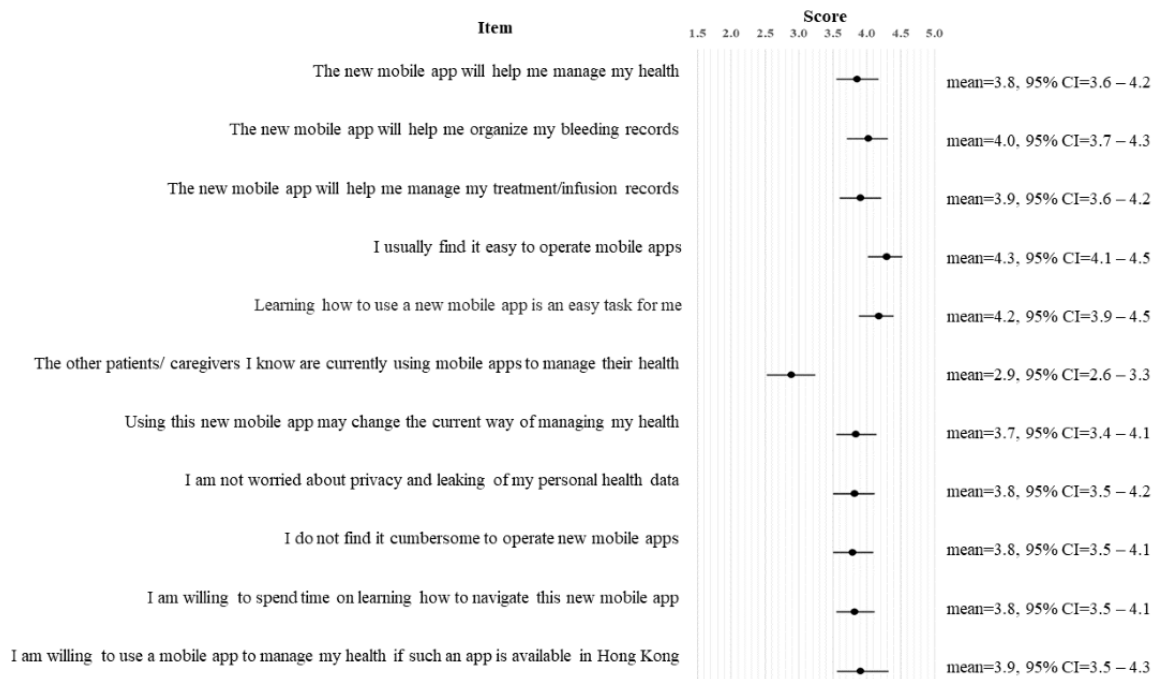 Score
Item
1.5 2.0 2.5 3.0 3.5 4.0 4.5 5.0
The new mobile app will help me manage my health
mean=3.8, 95% CI=3.6 – 4.2
The new mobile app will help me organize my bleeding records
mean=4.0, 95% CI=3.7 – 4.3
The new mobile app will help me manage my treatment/infusion records
mean=3.9, 95% CI=3.6 – 4.2
I usually find it easy to operate mobile apps
mean=4.3, 95% CI=4.1 – 4.5
Learning how to use a new mobile app is an easy task for me
mean=4.2, 95% CI=3.9 – 4.5
The other patients/ caregivers I know are currently using mobile apps to manage their health
mean=2.9, 95% CI=2.6 – 3.3
Using this new mobile app may change the current way of managing my health
mean=3.7, 95% CI=3.4 – 4.1
I am not worried about privacy and leaking of my personal health data
mean=3.8, 95% CI=3.5 – 4.2
I do not find it cumbersome to operate new mobile apps
mean=3.8, 95% CI=3.5 – 4.1
I am willing to spend time on learning how to navigate this new mobile app
mean=3.8, 95% CI=3.5 – 4.1
I am willing to use a mobile app to manage my health if such an app is available in Hong Kong
mean=3.9, 95% CI=3.5 – 4.3